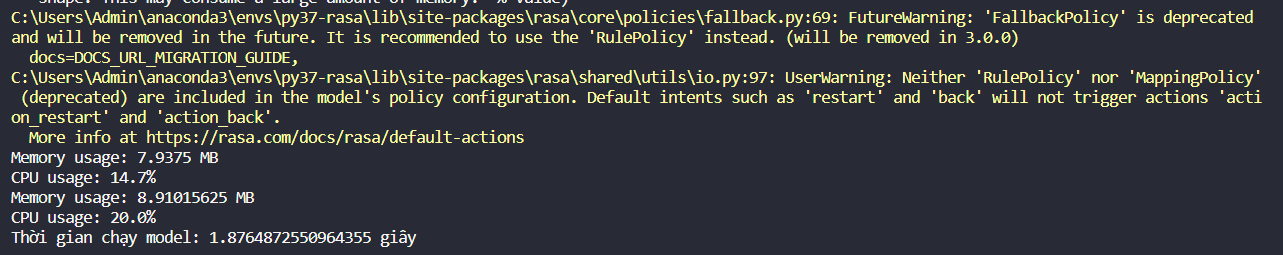 shape. This may consume a large amount of memory." % value)
C:\Users\Admin\anaconda3\envs\py37-rasa\lib\site-packages\rasa\core\policies\fallback.py:69: FutureWarning: 'FallbackPolicy' is deprecated
and will be removed in the future. It is recommended to use the 'RulePolicy' instead. (will be removed in 3.0.0)
docs=DOCS_URL_MIGRATION_GUIDE,
C:\Users\Admin\anaconda3\envs\py37-rasa\lib\site-packages\rasa\shared\utils\io.py:97: UserWarning: Neither 'RulePolicy' nor 'MappingPolicy'
(deprecated) are included in the model's policy configuration. Default intents such as 'restart' and 'back' will not trigger actions 'acti
on_restart' and 'action_back'.
More info at https://rasa.com/docs/rasa/default-actions
Memory usage: 7.9375 MB
CPU usage: 14.7%
Memory usage: 8.91015625 MB
CPU usage: 20.0%
Thời gian chạy model: 1.8764872550964355 giây